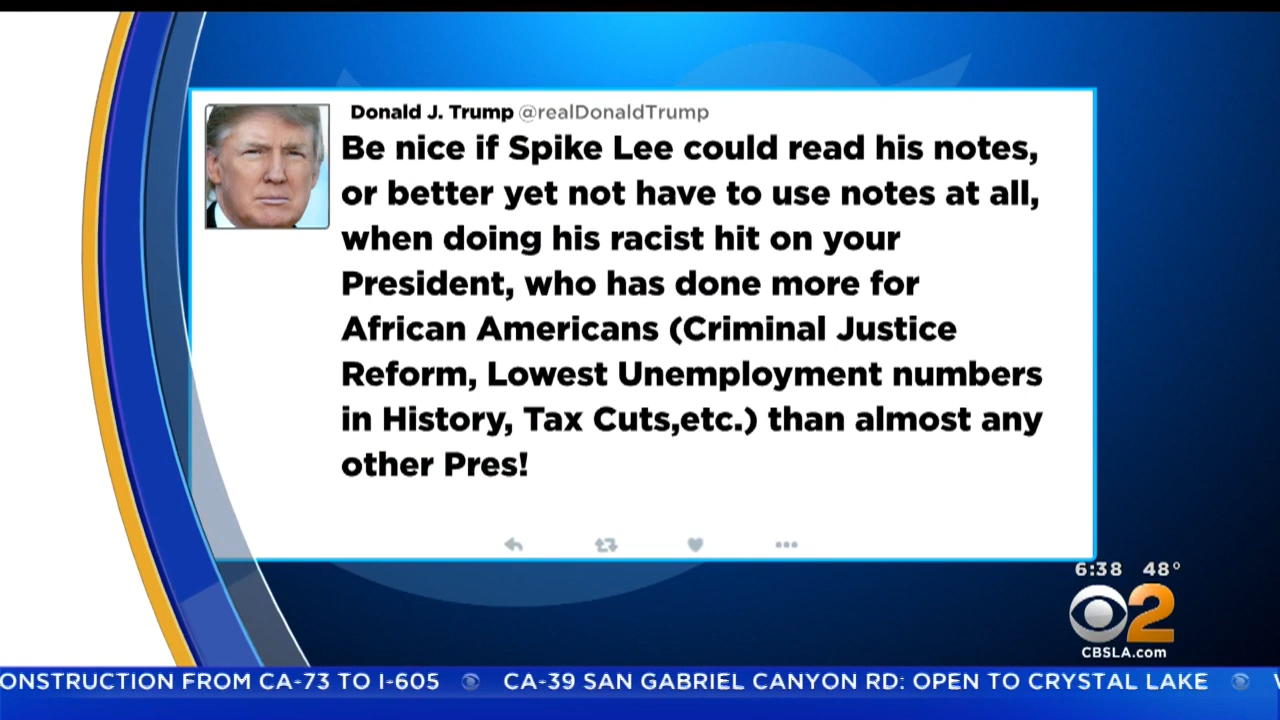 Donald J. Trump @realDonaldTrump
Be nice if Spike Lee could read his notes,
or better yet not have to use notes at all,
when doing his racist hit on your
President, who has done more for
African Americans (Criminal Justice
Reform, Lowest Unemployment numbers
in History, Tax Cuts,etc.) than almost any
other Pres!
6:38 48°
2
CBSLA.com
ONSTRUCTION FROM CA-73 TO I-605 CA-39 SAN GABRIEL CANYON RD: OPEN TO CRYSTAL LAKE